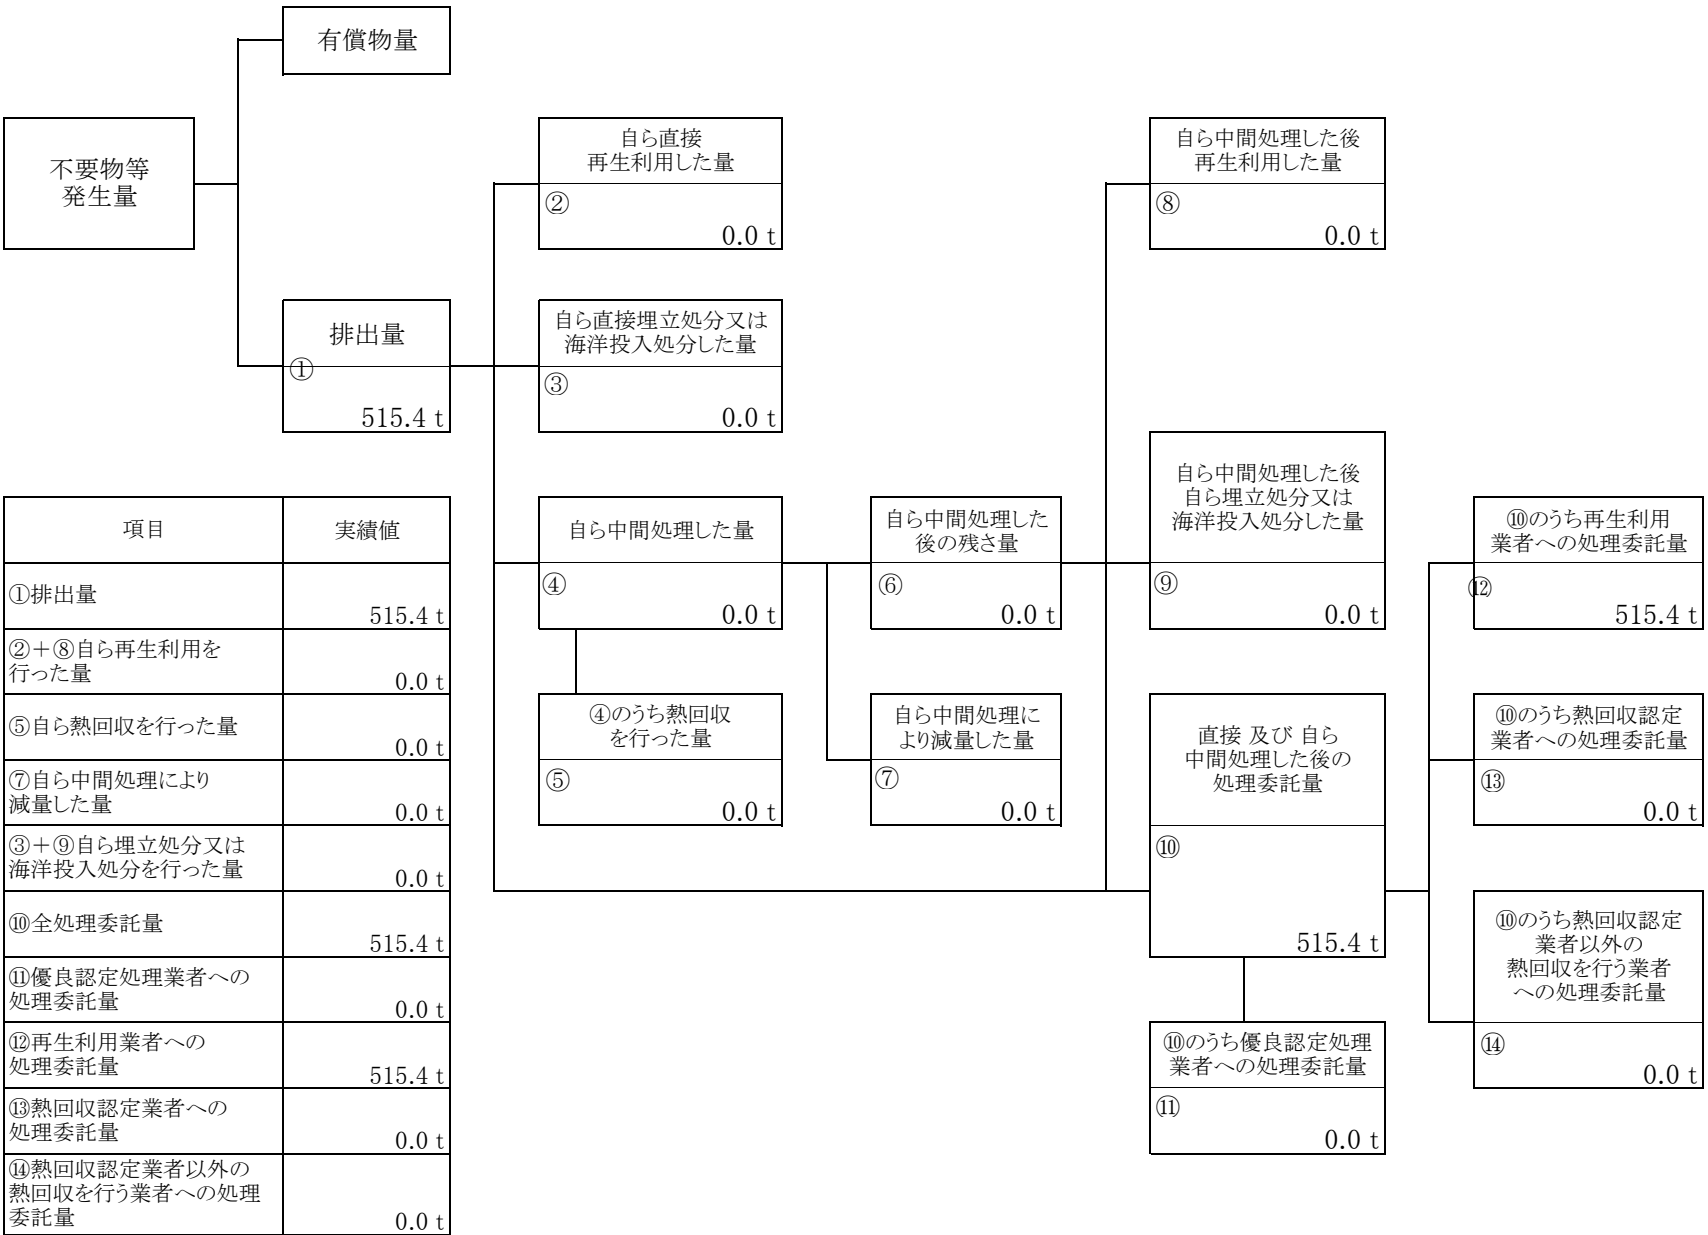 有償物量
不要物等
発生量
自ら直接
再生利用した量
②
0.0 t
自ら中間処理した後
再生利用した量
⑧
0.0 t
排出量
①
515.4 t
自ら直接埋立処分又は
海洋投入処分した量
③
0.0 t
自ら中間処理した量
④
0.0 t
自ら中間処理した
後の残さ量
⑥
0.0 t
自ら中間処理した後
自ら埋立処分又は
海洋投入処分した量
⑨
0.0 t
⑩のうち再生利用
業者への処理委託量
⑫
515.4 t
④のうち熱回収
を行った量
⑤
0.0 t
自ら中間処理に
より減量した量
⑦
0.0 t
直接 及び 自ら
中間処理した後の
処理委託量
⑩
515.4 t
⑩のうち熱回収認定
業者への処理委託量
⑬
0.0 t
⑩のうち熱回収認定
業者以外の
熱回収を行う業者
への処理委託量
⑭
0.0 t
⑩のうち優良認定処理
業者への処理委託量
⑪
0.0 t
項目 実績値
①排出量
515.4 t
②＋⑧自ら再生利用を
行った量
0.0 t
⑤自ら熱回収を行った量
0.0 t
⑦自ら中間処理により
減量した量
0.0 t
③＋⑨自ら埋立処分又は
海洋投入処分を行った量
0.0 t
⑩全処理委託量
515.4 t
⑪優良認定処理業者への
処理委託量
0.0 t
⑫再生利用業者への
処理委託量
515.4 t
⑬熱回収認定業者への
処理委託量
0.0 t
⑭熱回収認定業者以外の
熱回収を行う業者への処理
委託量
0.0 t